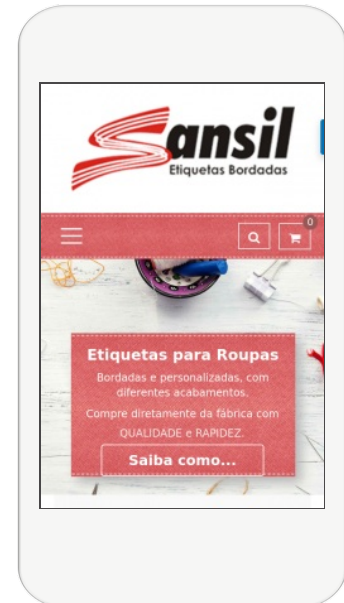 Sansil
Etiquetas Bordadas
0
Etiquetas para Roupas
Bordadas e personalizadas, com
diferentes acabamentos.
Compre diretamente da fábrica com
QUALIDADE e RAPIDEZ.
Saiba como...